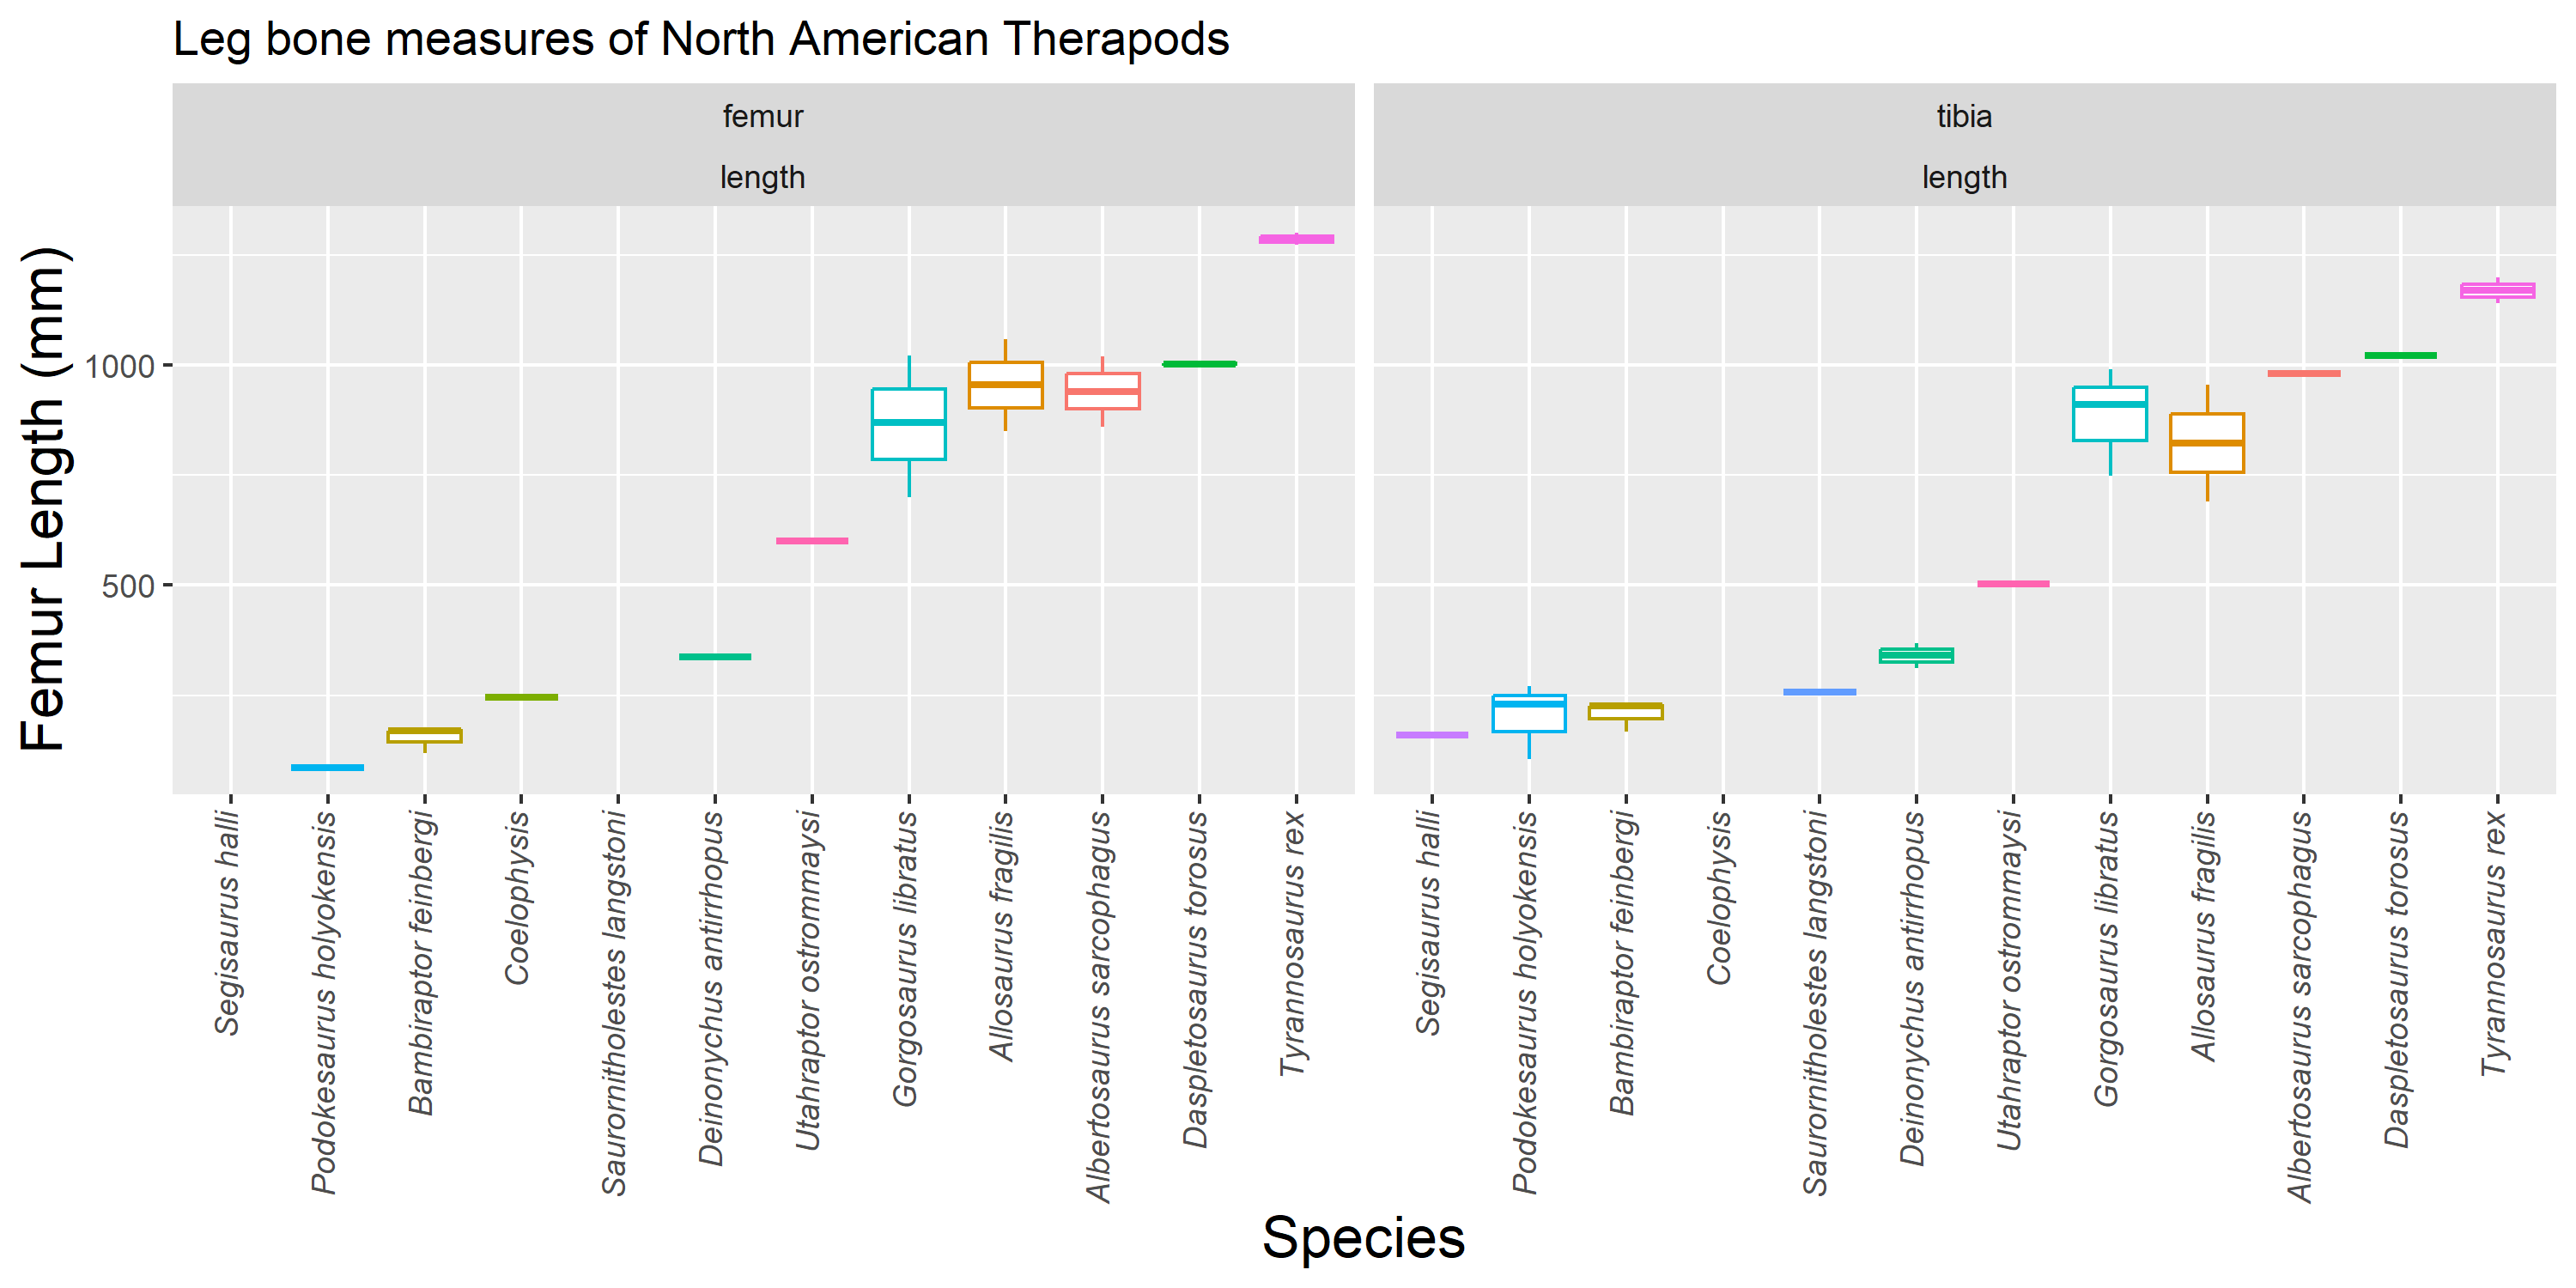 Leg bone measures of North American Therapods
femur
length
tibia
length
Femur Length (mm)
1000
500
Segisaurus halli
Podokesaurus holyokensis
Bambiraptor feinbergi
Coelophysis
Saurornitholestes langstoni
Deinonychus antirrhopus
Utahraptor ostrommaysi
Gorgosaurus libratus
Allosaurus fragilis
Albertosaurus sarcophagus
Daspletosaurus torosus
Tyrannosaurus rex
Segisaurus halli
Podokesaurus holyokensis
Bambiraptor feinbergi
Coelophysis
Saurornitholestes langstoni
Deinonychus antirrhopus
Utahraptor ostrommaysi
Gorgosaurus libratus
Allosaurus fragilis
Albertosaurus sarcophagus
Daspletosaurus torosus
Tyrannosaurus rex
Species